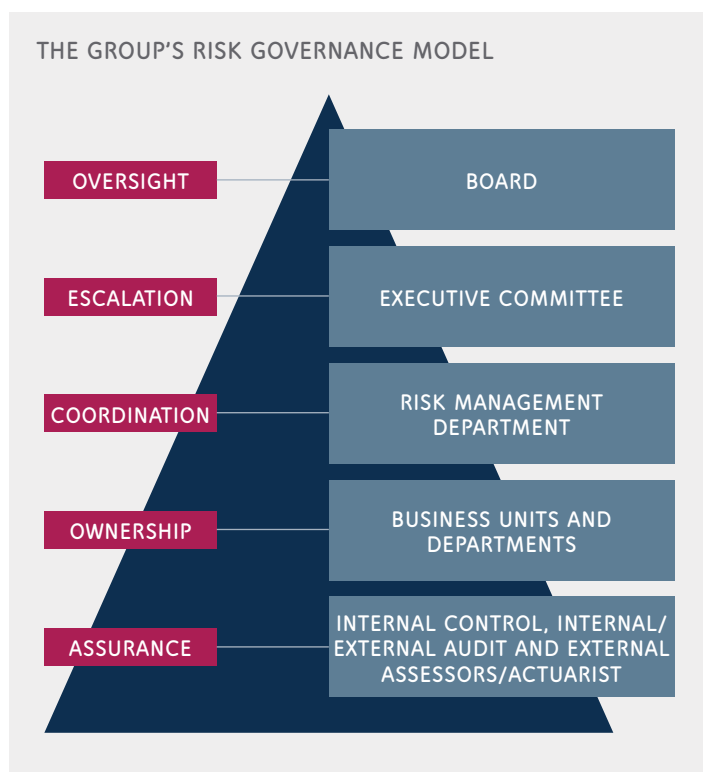 THE GROUP'S RISK GOVERNANCE MODEL
OVERSIGHT
BOARD
ESCALATION
EXECUTIVE COMMITTEE
COORDINATION
RISK MANAGEMENT
DEPARTMENT
OWNERSHIP
BUSINESS UNITS AND
DEPARTMENTS
ASSURANCE
INTERNAL CONTROL, INTERNAL/
EXTERNAL AUDIT AND EXTERNAL
ASSESSORS/ACTUARIST